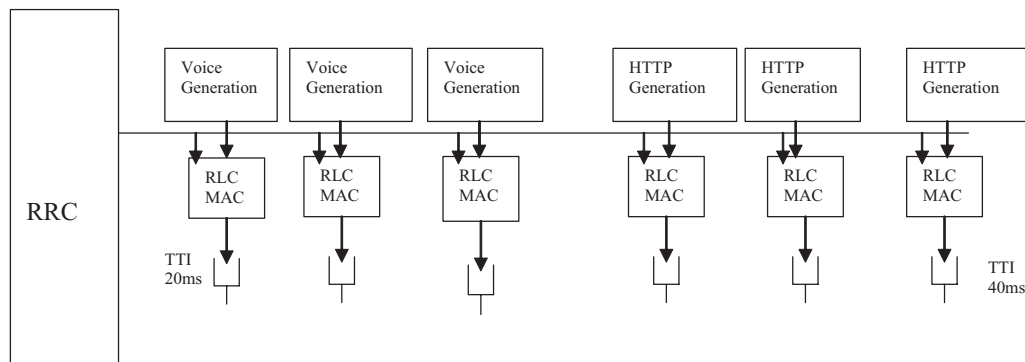 Voice
Generation
Voice
Generation
Voice
Generation
HTTP
Generation
HTTP
Generation
HTTP
Generation
RRC
RLC
MAC
RLC
MAC
RLC
MAC
RLC
MAC
RLC
MAC
RLC
MAC
TTI
20ms
TTI
40ms